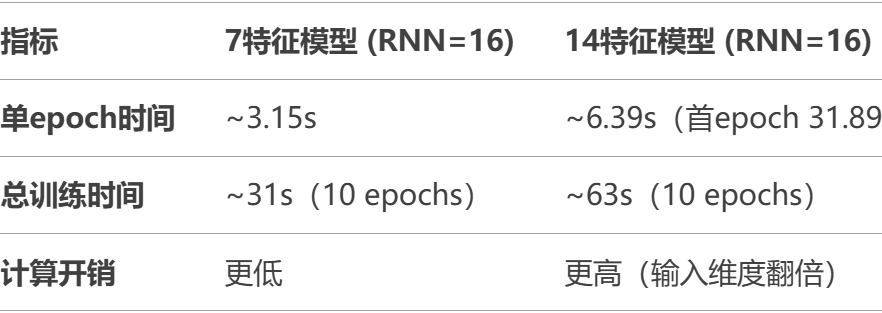 指标 7特征模型 (RNN=16) 14特征模型 (RNN=16)
单epoch时间 ~3.15s ~6.39s（首epoch 31.89
总训练时间 ~31s（10 epochs） ~63s（10 epochs）
计算开销 更低 更高（输入维度翻倍）